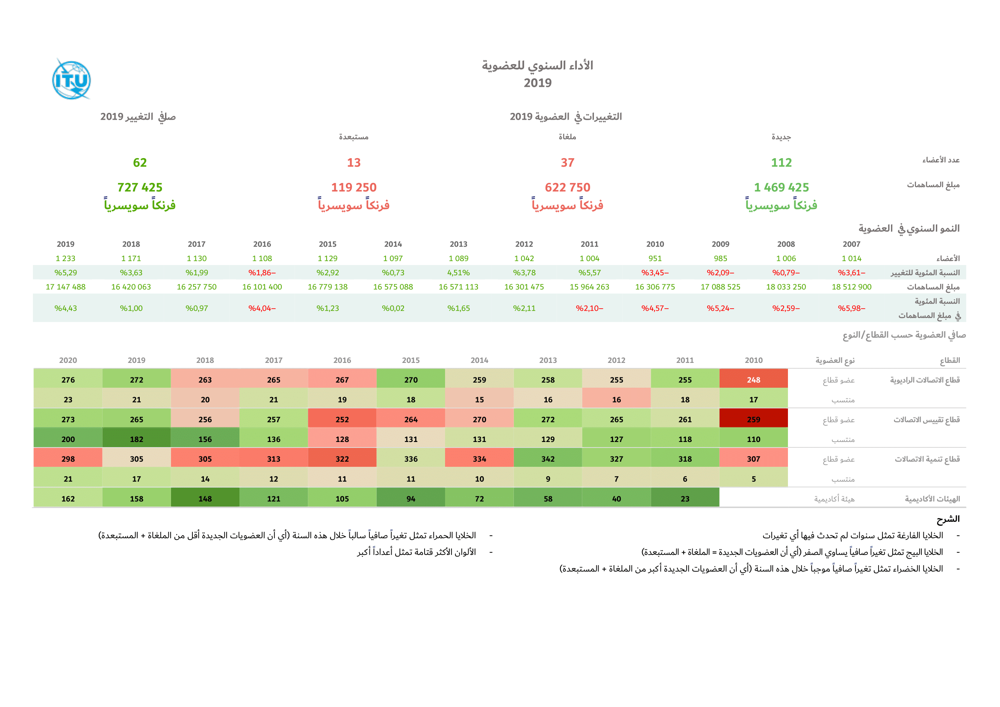 ITU
الأداء السنوي للعضوية
2019
التغييرات في العضوية 2019 صافي التغيير 2019
جديدة ملغاة مستبعدة
عدد الأعضاء 112 37 13 62
مبلغ المساهمات 1 469 425 622 750 119 250 727 425
فرنكاً سويسرياً فرنكاً سويسرياً فرنكاً سويسرياً فرنكاً سويسرياً
النمو السنوي في العضوية
2007 2008 2009 2010 2011 2012 2013 2014 2015 2016 2017 2018 2019
الأعضاء 1 014 1 006 985 951 1 004 1 042 1 089 1 097 1 129 1 108 1 130 1 171 1 233
النسبة المئوية للتغيير %3,61– %0,79– %2,09– %3,45– %5,57 %3,78 4,51% %0,73 %2,92 %1,86– %1,99 %3,63 %5,29
مبلغ المساهمات 18 512 900 18 033 250 17 088 525 16 306 775 15 964 263 16 301 475 16 571 113 16 575 088 16 779 138 16 101 400 16 257 750 16 420 063 17 147 488
النسبة المئوية
في مبلغ المساهمات %5,98– %2,59– %5,24– %4,57– %2,10– %2,11 %1,65 %0,02 %1,23 %4,04– %0,97 %1,00 %4,43
صافي العضوية حسب القطاع/النوع
القطاع نوع العضوية 2010 2011 2012 2013 2014 2015 2016 2017 2018 2019 2020
قطاع الاتصالات الراديوية عضو قطاع 248 255 255 258 259 270 267 265 263 272 276
منتسب 17 18 16 16 15 18 19 21 20 21 23
قطاع تقييس الاتصالات عضو قطاع 259 261 265 272 270 264 252 257 256 265 273
منتسب 110 118 127 129 131 131 128 136 156 182 200
قطاع تنمية الاتصالات عضو قطاع 307 318 327 342 334 336 322 313 305 305 298
منتسب 5 6 7 9 10 11 11 12 14 17 21
الهيئات الأكاديمية هيئة أكاديمية 23 40 58 72 94 105 121 148 158 162
الشرح
- الخلايا الفارغة تمثل سنوات لم تحدث فيها أي تغيرات
- الخلايا البيج تمثل تغيراً صافياً يساوي الصفر (أي أن العضويات الجديدة = الملغاة + المستبعدة)
- الخلايا الخضراء تمثل تغيراً صافياً موجباً خلال هذه السنة (أي أن العضويات الجديدة أكبر من الملغاة + المستبعدة)
- الخلايا الحمراء تمثل تغيراً صافياً سالباً خلال هذه السنة (أي أن العضويات الجديدة أقل من الملغاة + المستبعدة)
- الألوان الأكثر قتامة تمثل أعداداً أكبر